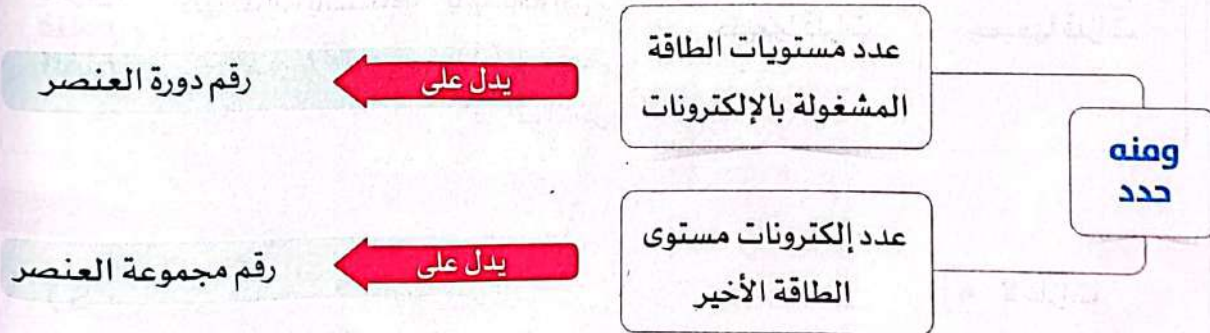 ومنه
حدد
عدد مستويات الطاقة
المشغولة بالإلكترونات
يدل على
رقم دورة العنصر
عدد إلكترونات مستوى
الطاقة الأخير
يدل على
رقم مجموعة العنصر